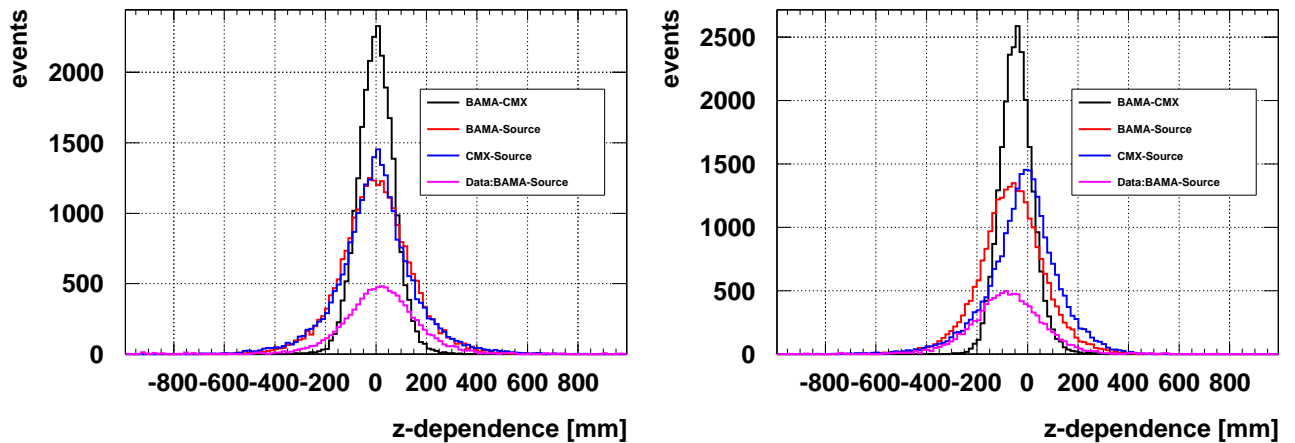 events
2000
1500
1000
500
0
BAMA-CMX
BAMA-Source
CMX-Source
Data:BAMA-Source
-800-600-400-200 0 200 400 600 800
z-dependence [mm]
events
2500
2000
1500
1000
500
0
BAMA-CMX
BAMA-Source
CMX-Source
Data:BAMA-Source
-800-600-400-200 0 200 400 600 800
z-dependence [mm]